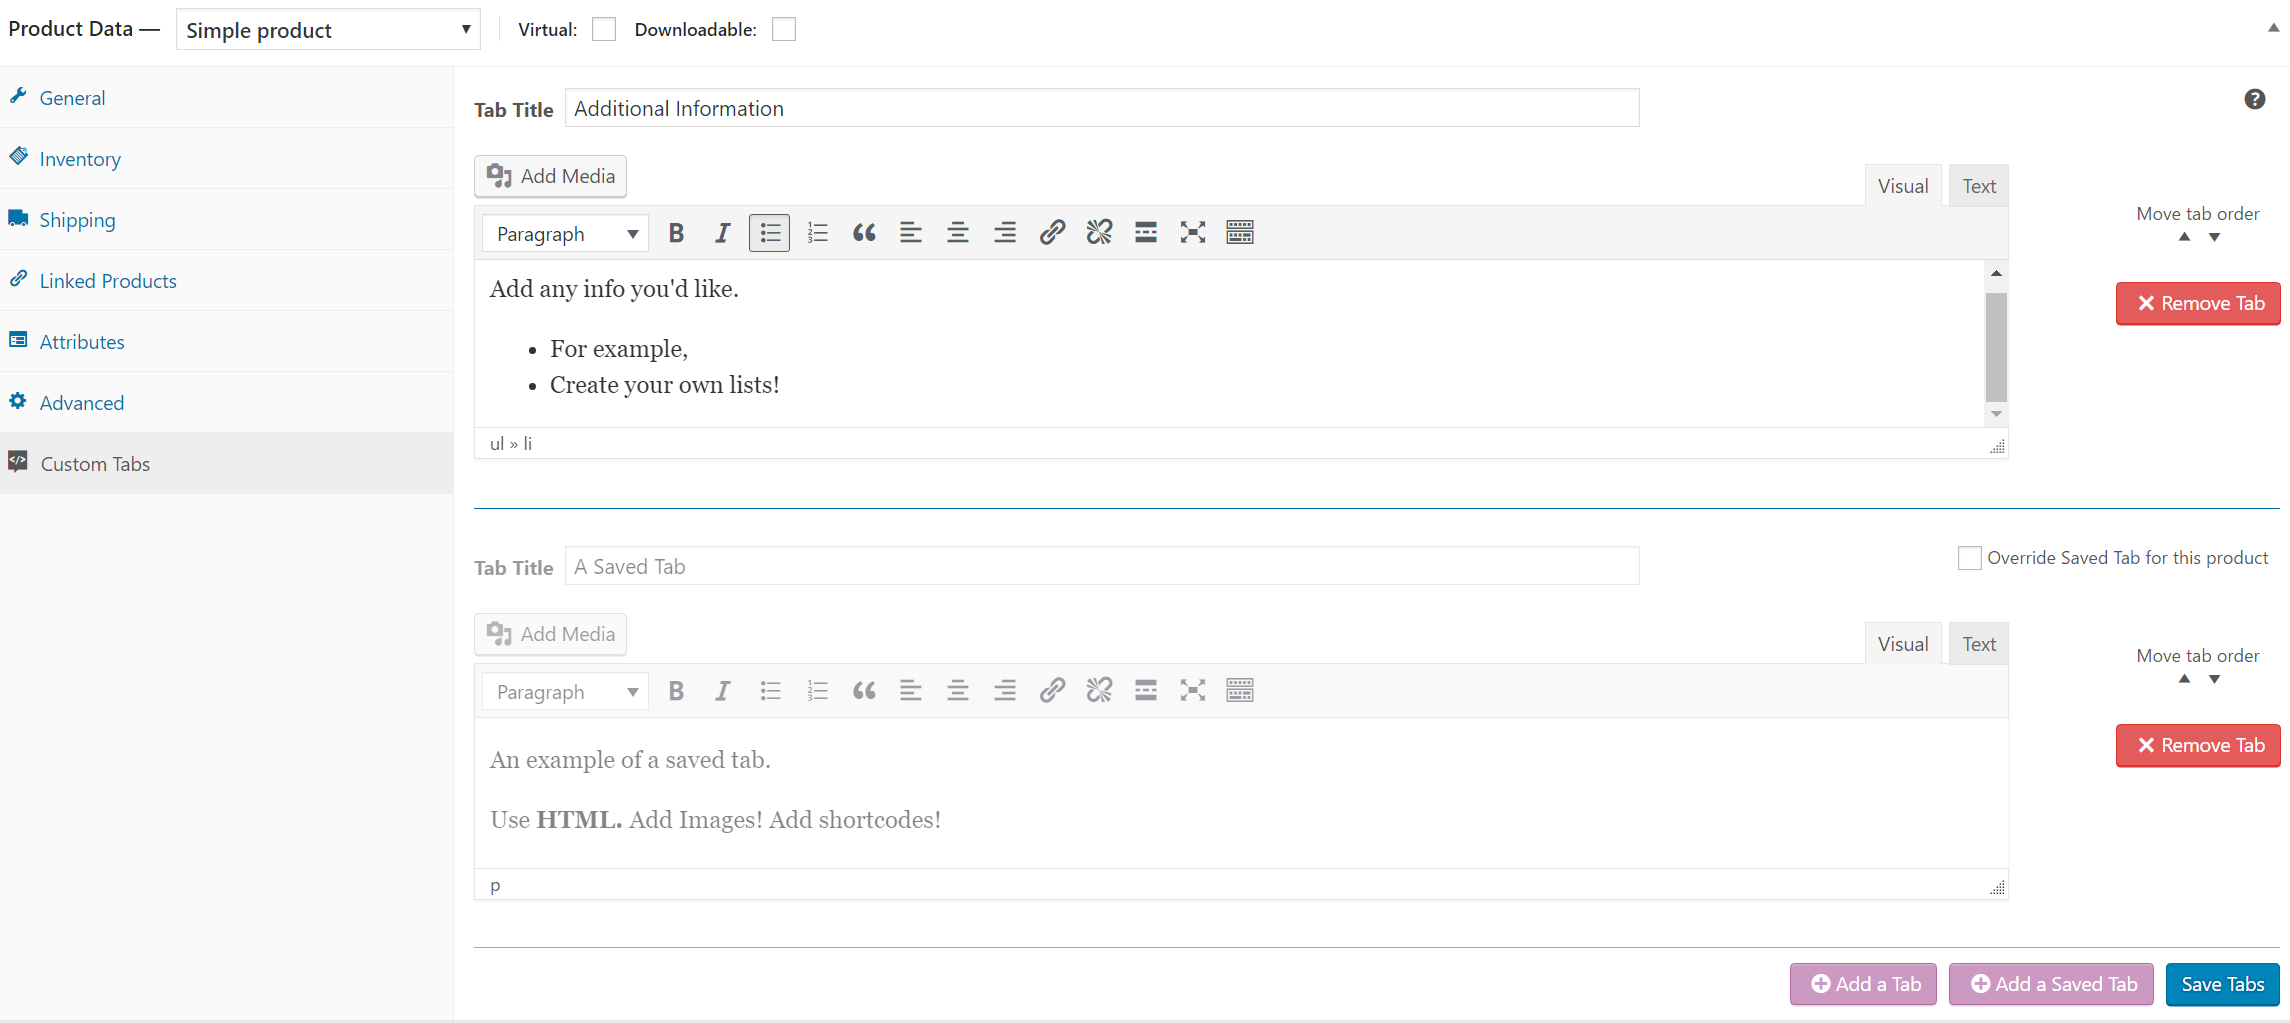 Product Data — Simple product Virtual: Downloadable:
General
Inventory
Shipping
Linked Products
Attributes
Advanced
Custom Tabs
Tab Title Additional Information
Add Media
Visual Text
Paragraph B I
Move tab order
Add any info you'd like.
• For example,
• Create your own lists!
Remove Tab
ul » li
Tab Title A Saved Tab
Override Saved Tab for this product
Add Media
Visual Text
Paragraph B I
Move tab order
An example of a saved tab.
Use HTML. Add Images! Add shortcodes!
Remove Tab
p
Add a Tab Add a Saved Tab Save Tabs